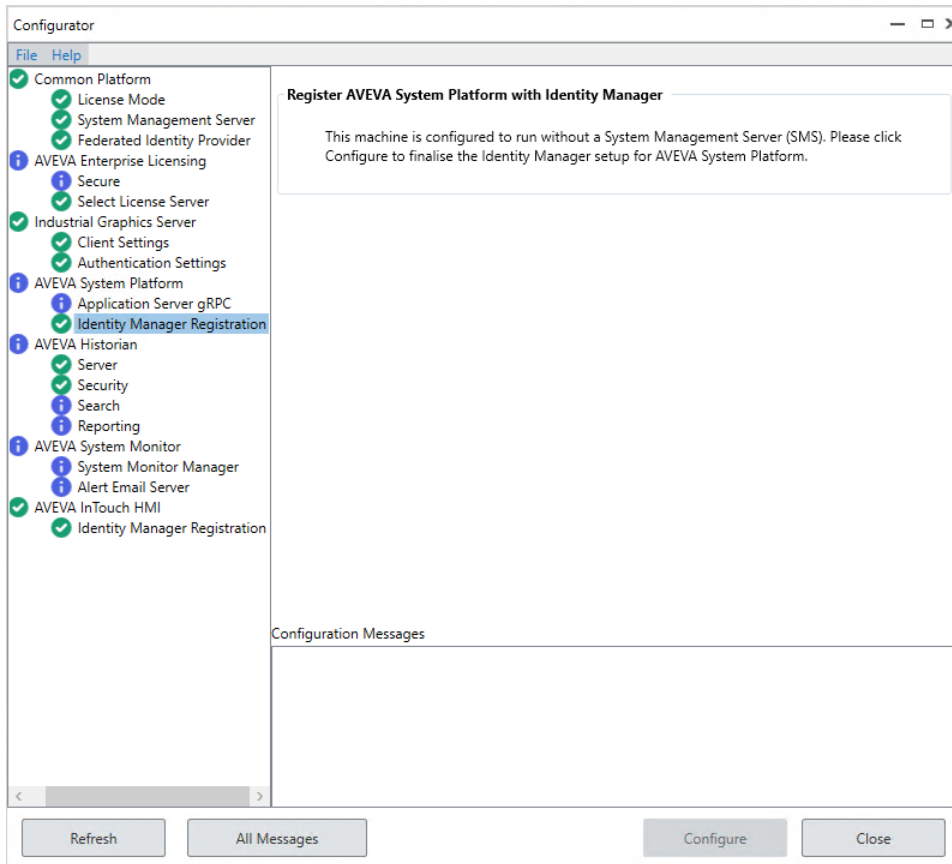 Configurator
File Help
Common Platform
License Mode
System Management Server
Federated Identity Provider
AVEVA Enterprise Licensing
Secure
Select License Server
Industrial Graphics Server
Client Settings
Authentication Settings
AVEVA System Platform
Application Server gRPC
Identity Manager Registration
AVEVA Historian
Server
Security
Search
Reporting
AVEVA System Monitor
System Monitor Manager
Alert Email Server
AVEVA InTouch HMI
Identity Manager Registration
Register AVEVA System Platform with Identity Manager
This machine is configured to run without a System Management Server (SMS). Please click
Configure to finalise the Identity Manager setup for AVEVA System Platform.
Configuration Messages
Refresh
All Messages
Configure
Close